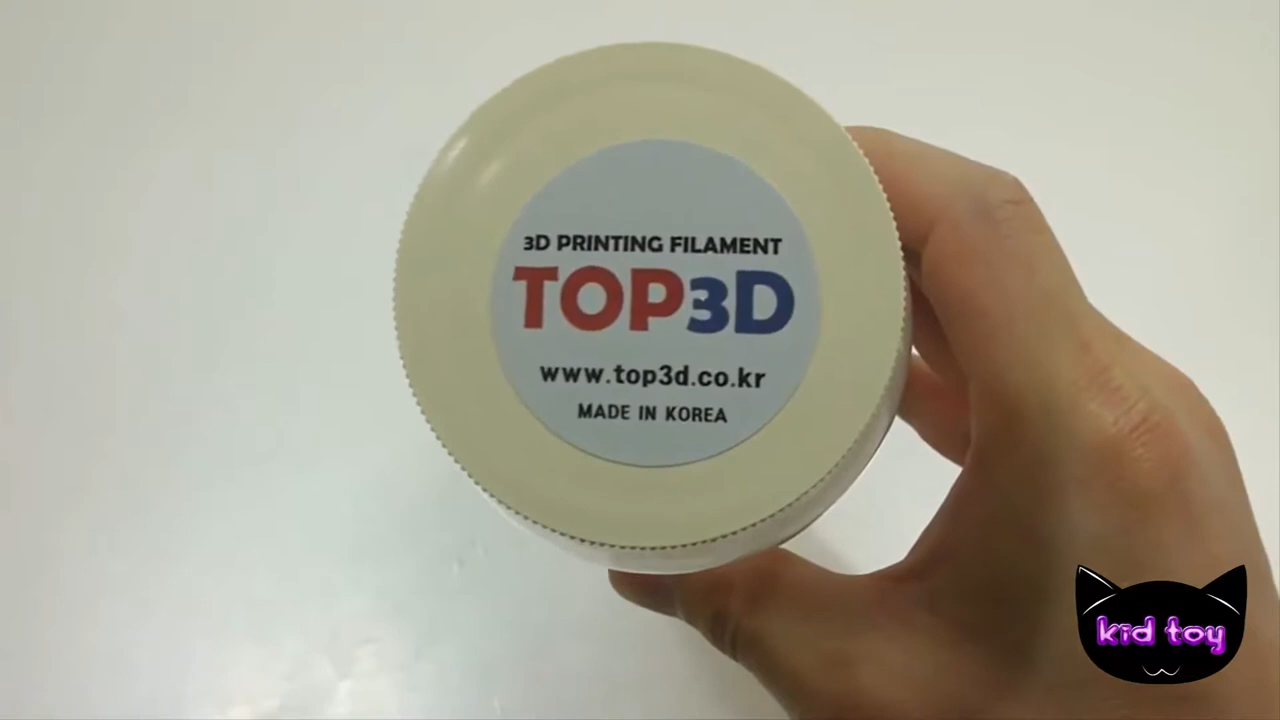 3D PRINTING FILAMENT
TOP3D
www.top3d.co.kr
MADE IN KOREA
kid toy